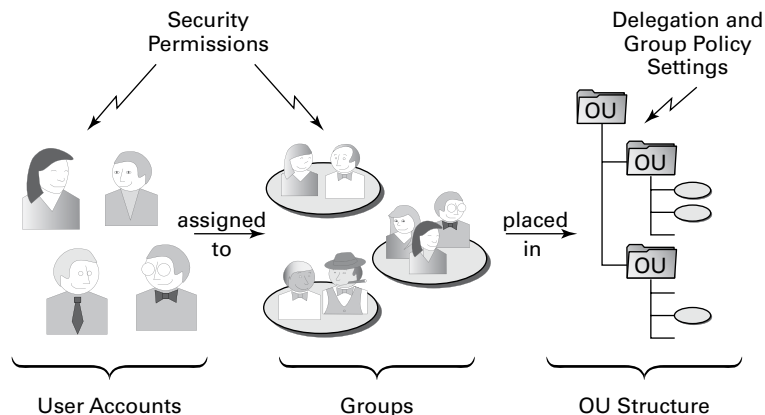 Security
Permissions
Delegation and
Group Policy
Settings
OU
OU
OU
assigned
to
placed
in
User Accounts
Groups
OU Structure